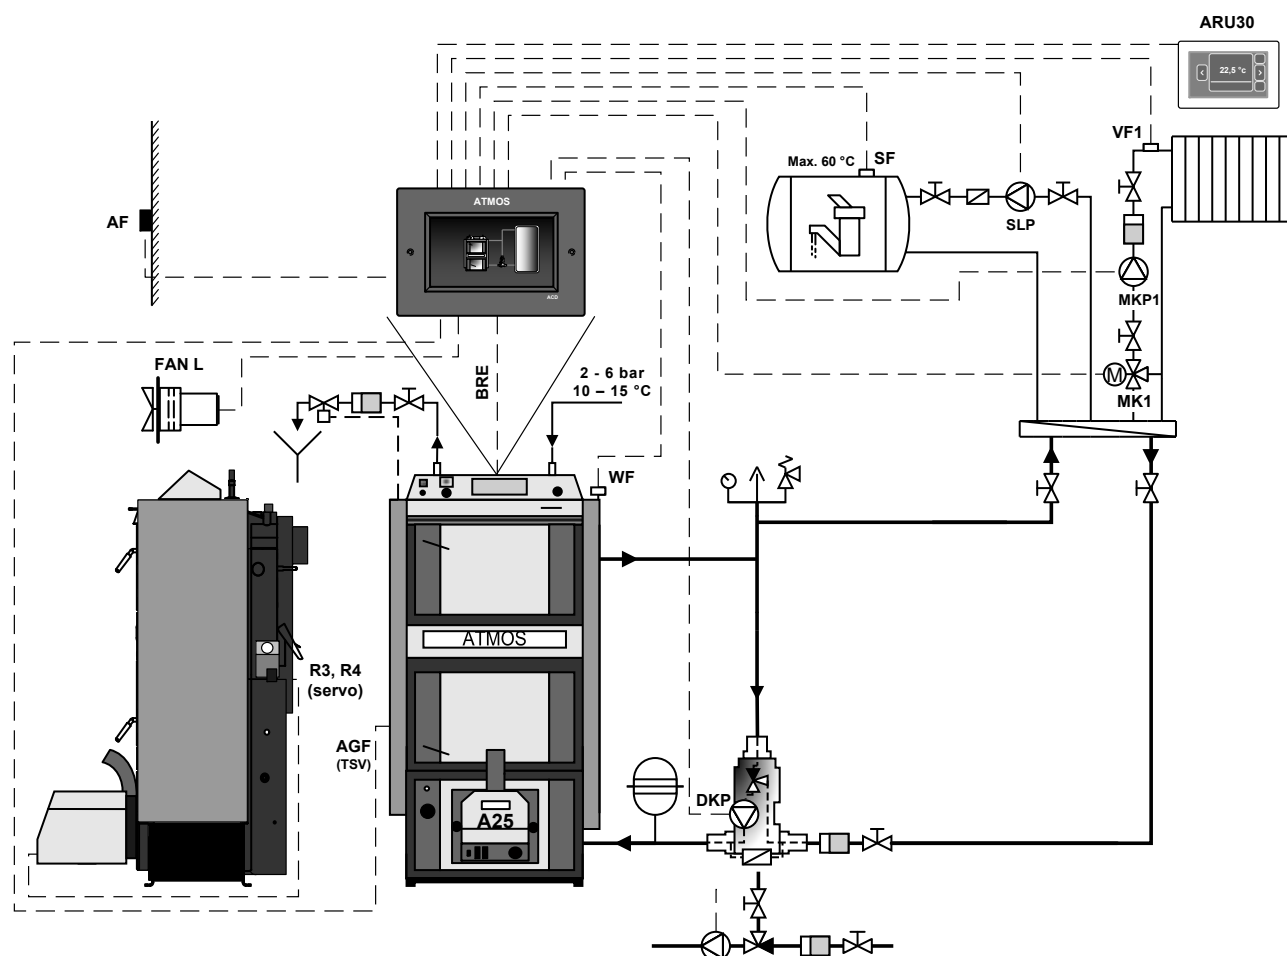 ARU30
22,5 °c
VF1
Max. 60 °C
SF
SLP
ATMOS
AF
ACD
MKP1
FAN L
BRE
2 - 6 bar
10 – 15 °C
M
MK1
WF
ATMOS
R3, R4
(servo)
AGF
(TSV)
DKP
A25